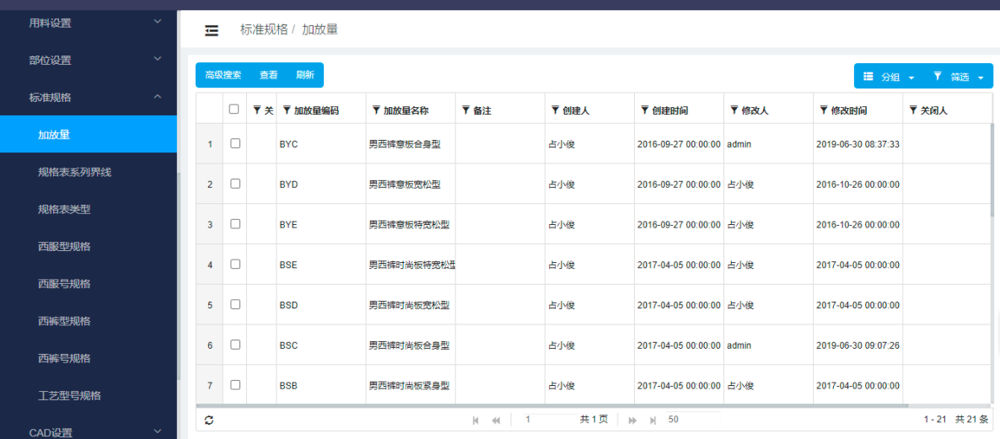 用料设置
部位设置
标准规格
加放量
规格表系列界线
规格表类型
西服型规格
西服号规格
西裤型规格
西裤号规格
工艺型号规格
CAD设置
标准规格 / 加放量
高级搜索 查看 刷新
分组 筛选
关 加放量编码 加放量名称 备注 创建人 创建时间 修改人 修改时间 关闭人
1 BYC 男西裤意板合身型 占小俊 2016-09-27 00:00:00 admin 2019-06-30 08:37:33
2 BYD 男西裤意板宽松型 占小俊 2016-09-27 00:00:00 占小俊 2016-10-26 00:00:00
3 BYE 男西裤意板特宽松型 占小俊 2016-09-27 00:00:00 占小俊 2016-10-26 00:00:00
4 BSE 男西裤时尚板特宽松型 占小俊 2017-04-05 00:00:00 占小俊 2017-04-05 00:00:00
5 BSD 男西裤时尚板宽松型 占小俊 2017-04-05 00:00:00 占小俊 2017-04-05 00:00:00
6 BSC 男西裤时尚板合身型 占小俊 2017-04-05 00:00:00 admin 2019-06-30 09:07:26
7 BSB 男西裤时尚板紧身型 占小俊 2017-04-05 00:00:00 占小俊 2017-04-05 00:00:00
1 共 1 页 50 1 - 21 共 21 条